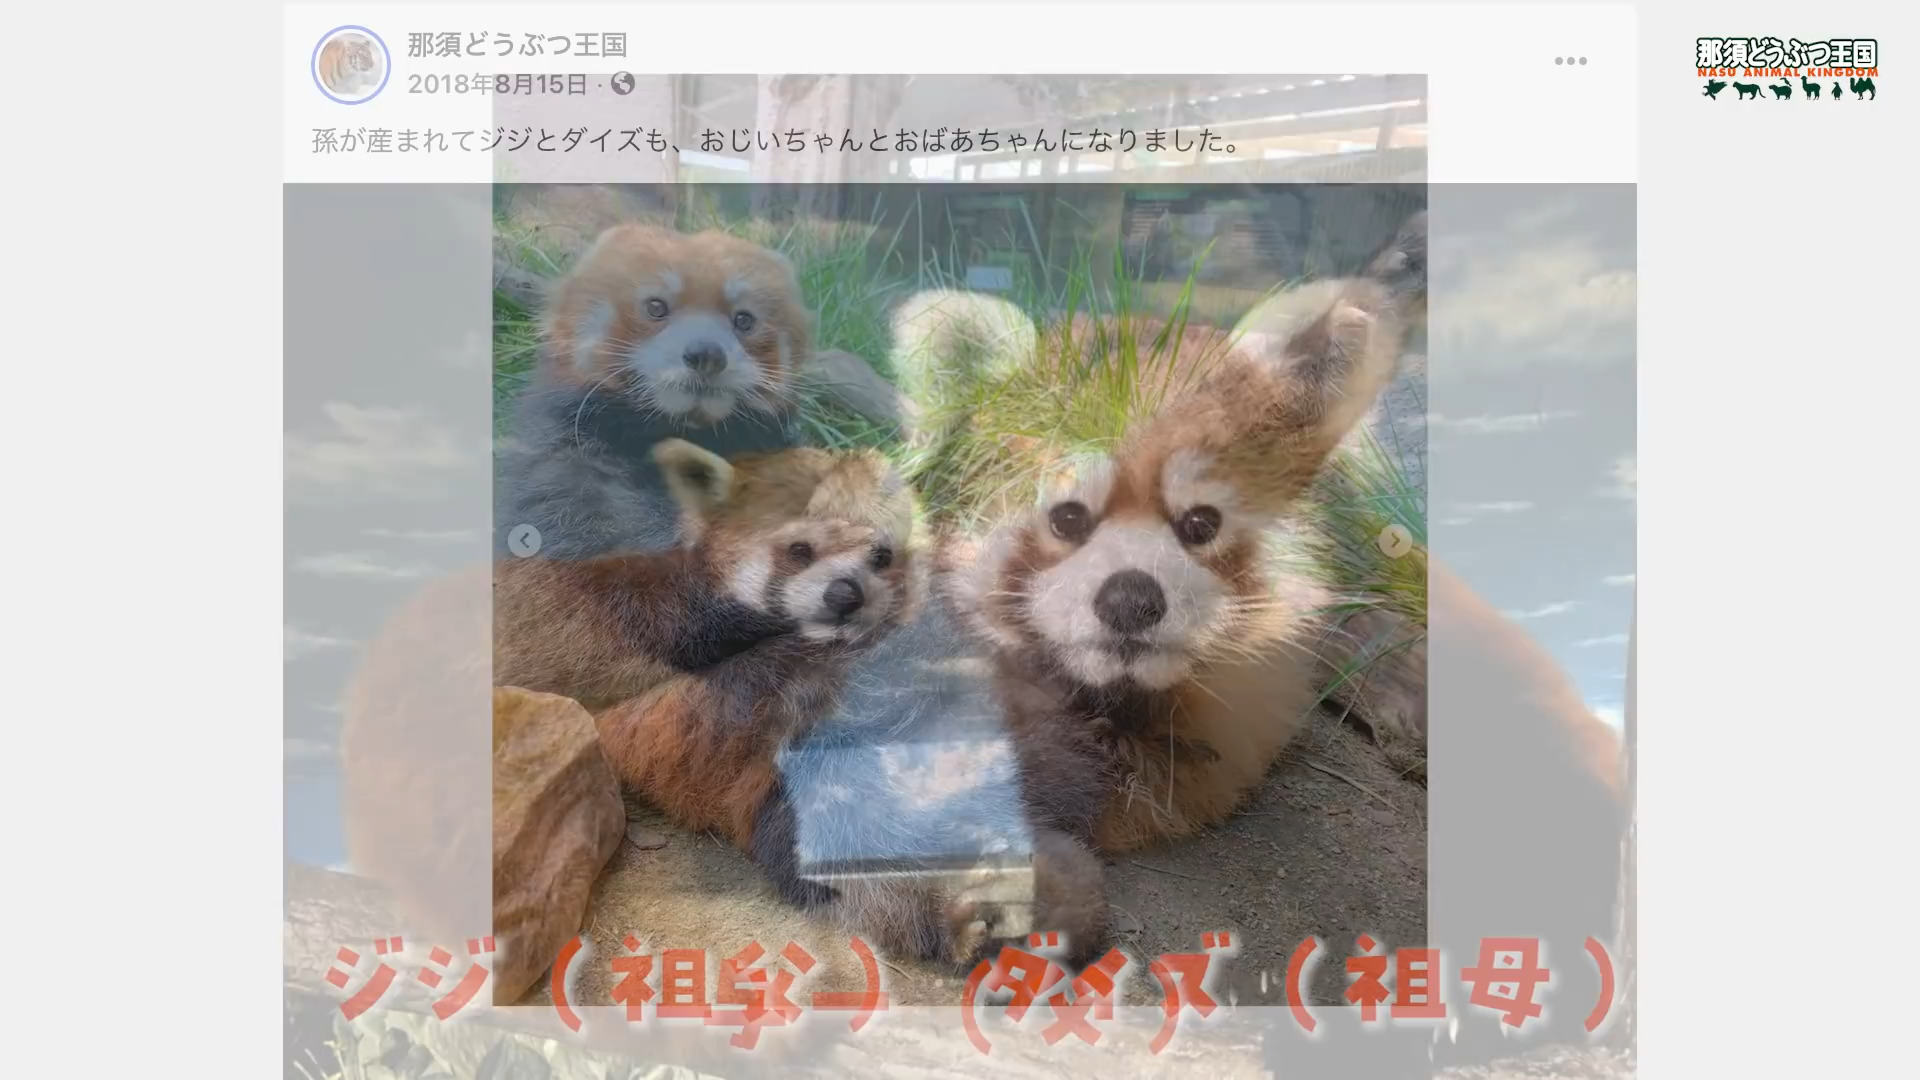 那須どうぶつ王国
2018年8月15日
孫が産まれてジジとダイズも、おじいちゃんとおばあちゃんになりました。
那須どうぶつ王国
NASU ANIMAL KINGDOM
ジジ(祖父) ダイズ(祖母)